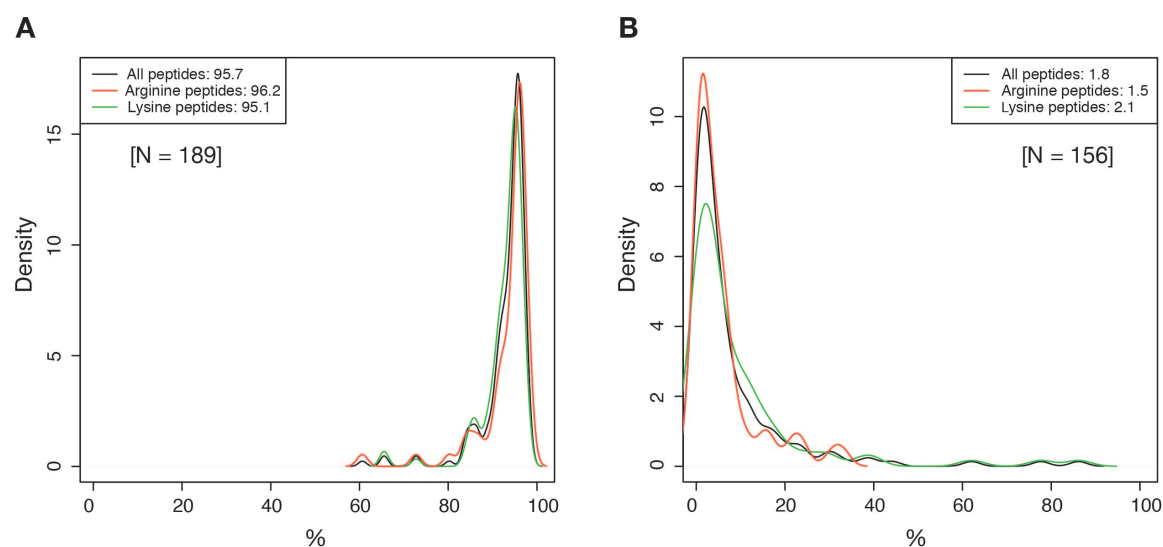 A
All peptides: 95.7
Arginine peptides: 96.2
Lysine peptides: 95.1
[N = 189]
Density
0
5
10
15
0 20 40 60 80 100
%
B
All peptides: 1.8
Arginine peptides: 1.5
Lysine peptides: 2.1
[N = 156]
Density
0
2
4
6
8
10
0 20 40 60 80 100
%